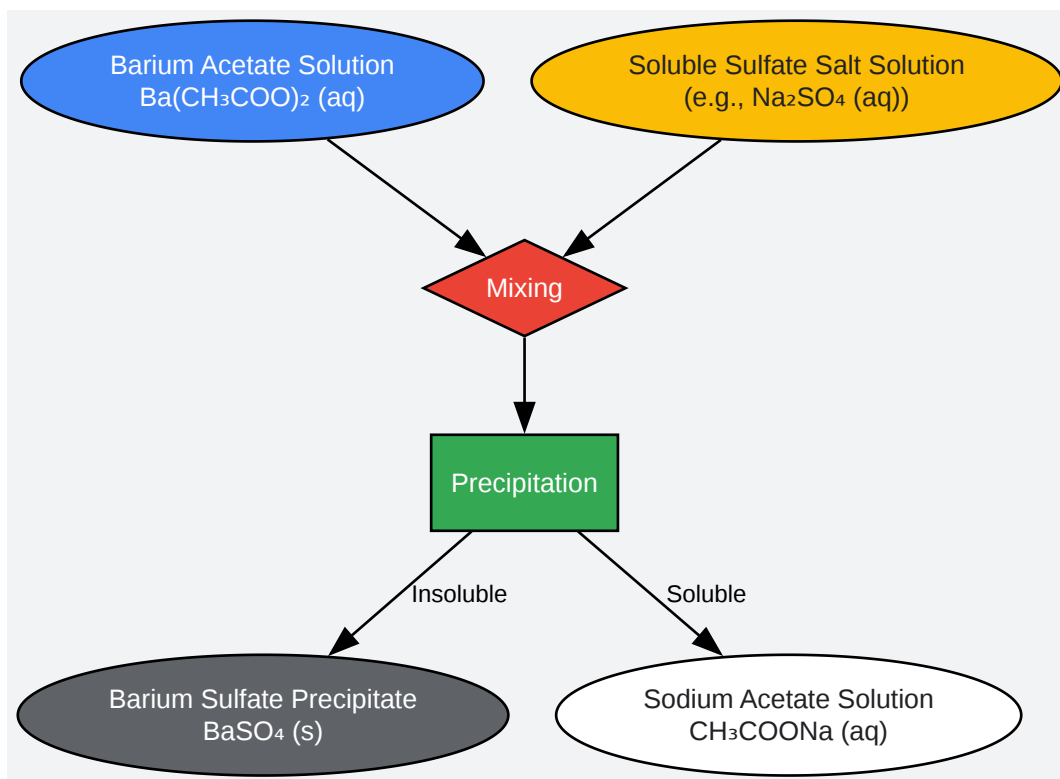 Barium Acetate Solution
Ba(CH₃COO)₂ (aq)
Soluble Sulfate Salt Solution
(e.g., Na₂SO₄ (aq))
Mixing
Precipitation
Insoluble
Soluble
Barium Sulfate Precipitate
BaSO₄ (s)
Sodium Acetate Solution
CH₃COONa (aq)